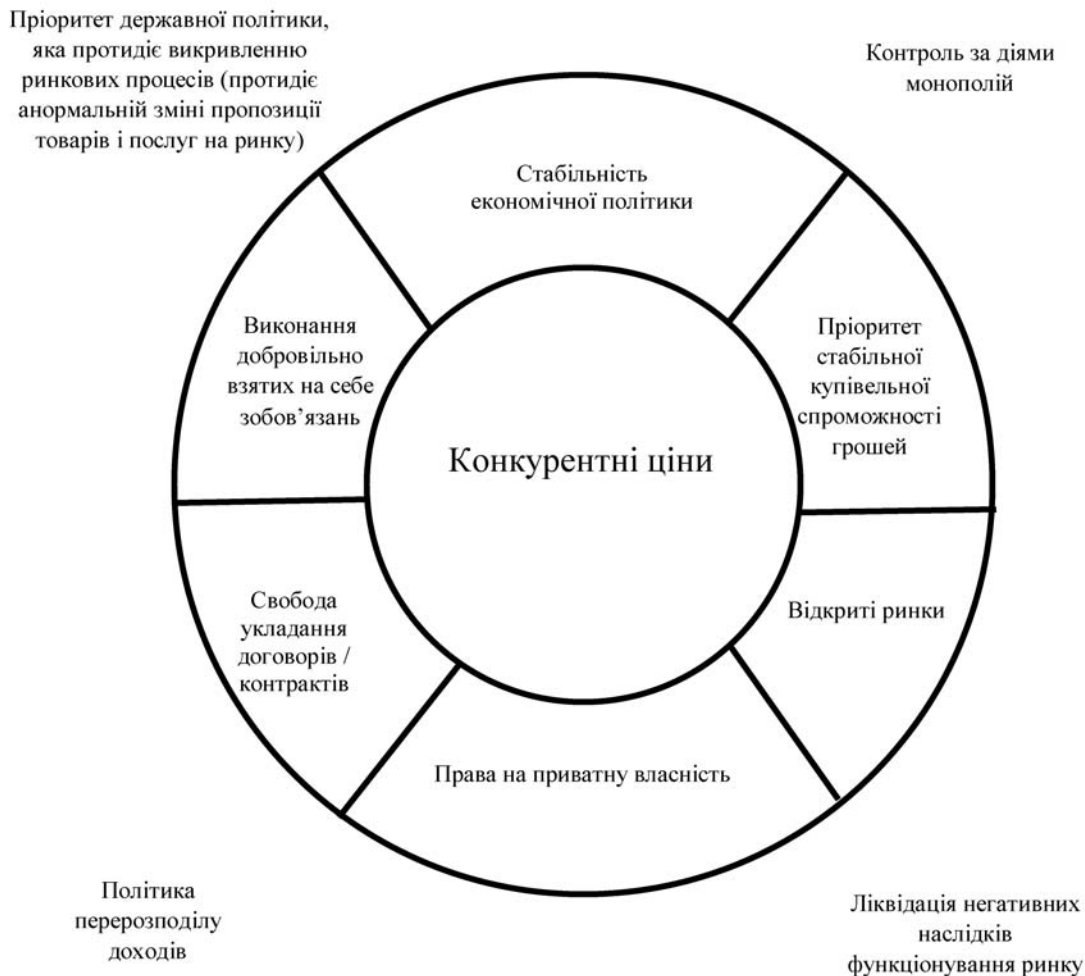 Пріоритет державної політики,
яка протидіє викривленню
ринкових процесів (протидіє
анормальній зміні пропозиції
товарів і послуг на ринку)
Контроль за діями
монополій
Стабільність
економічної політики
Виконання
добровільно
взятих на себе
зобов’язань
Пріоритет
стабільної
купівельної
спроможності
грошей
Конкурентні ціни
Свобода
укладання
договорів /
контрактів
Відкриті ринки
Права на приватну власність
Політика
перерозподілу
доходів
Ліквідація негативних
наслідків
функціонування ринку